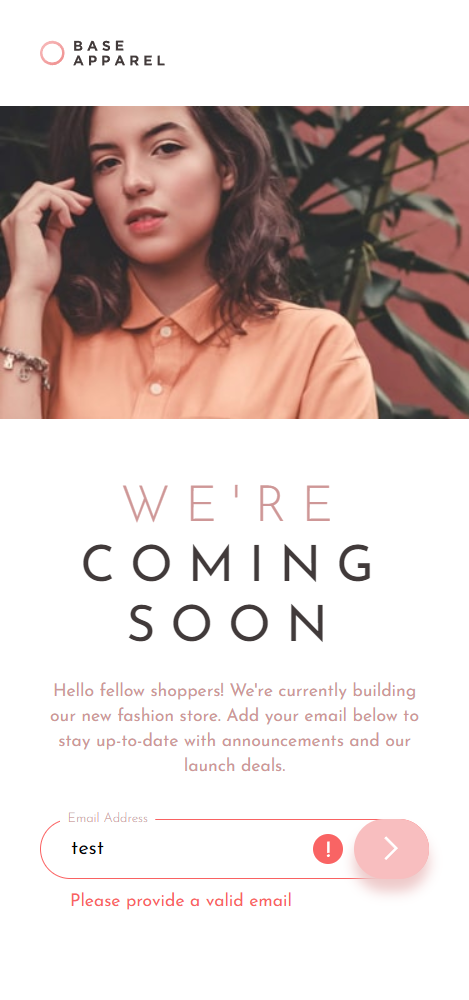 BASE
APPAREL
WE'RE
COMING
SOON
Hello fellow shoppers! We're currently building
our new fashion store. Add your email below to
stay up-to-date with announcements and our
launch deals.
Email Address
test
!
Please provide a valid email